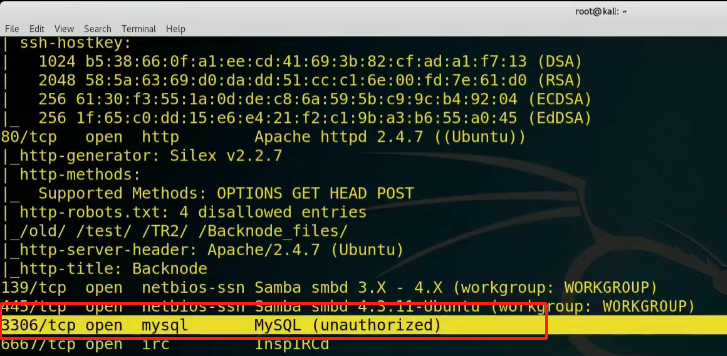 root@kali: ~
File Edit View Search Terminal Help
| ssh-hostkey:
|   1024 b5:38:66:0f:a1:ee:cd:41:69:3b:82:cf:ad:a1:f7:13 (DSA)
|   2048 58:5a:63:69:d0:da:dd:51:cc:c1:6e:00:fd:7e:61:d0 (RSA)
|   256 61:30:f3:55:1a:0d:de:c8:6a:59:5b:c9:9c:b4:92:04 (ECDSA)
|_  256 1f:65:c0:dd:15:e6:e4:21:f2:c1:9b:a3:b6:55:a0:45 (EdDSA)
80/tcp   open  http        Apache httpd 2.4.7 ((Ubuntu))
|_http-generator: Silex v2.2.7
| http-methods:
|_  Supported Methods: OPTIONS GET HEAD POST
| http-robots.txt: 4 disallowed entries
|_/old/ /test/ /TR2/ /Backnode_files/
|_http-server-header: Apache/2.4.7 (Ubuntu)
|_http-title: Backnode
139/tcp  open  netbios-ssn Samba smbd 3.X - 4.X (workgroup: WORKGROUP)
445/tcp  open  netbios-ssn Samba smbd 4.3.11-Ubuntu (workgroup: WORKGROUP)
3306/tcp open  mysql       MySQL (unauthorized)
6667/tcp open  irc         InspIRCd